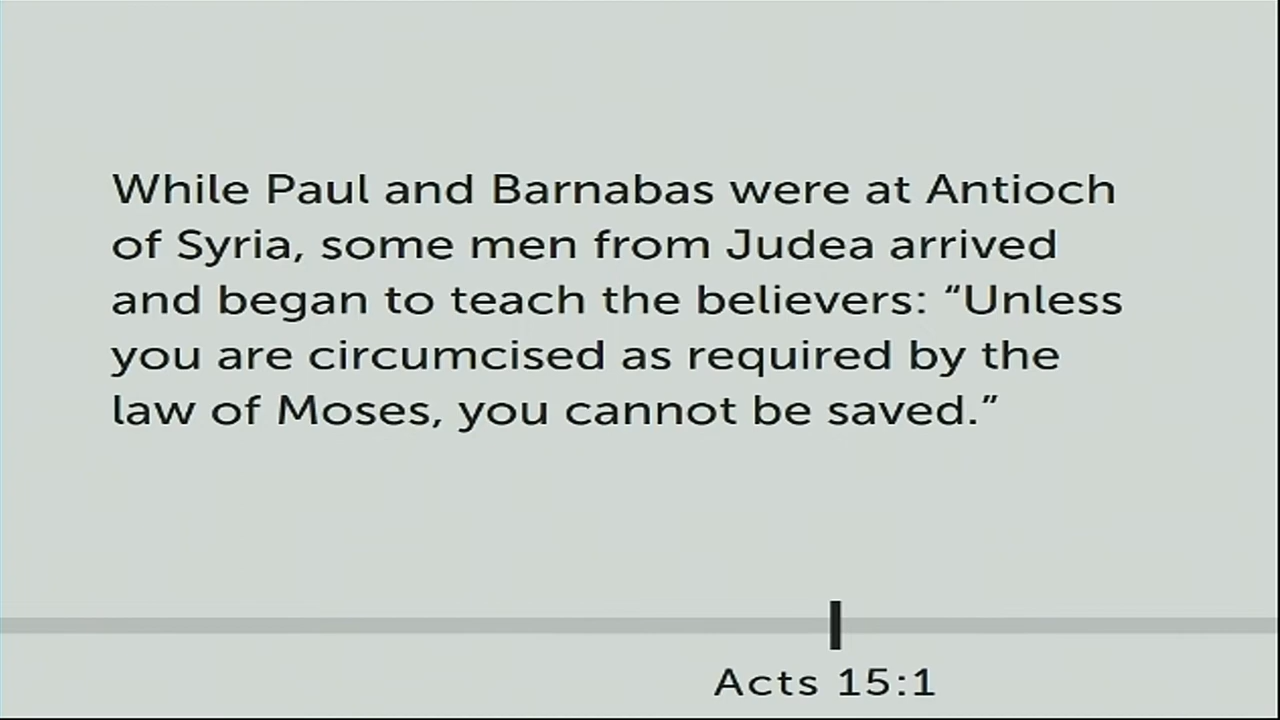 While Paul and Barnabas were at Antioch
of Syria, some men from Judea arrived
and began to teach the believers: “Unless
you are circumcised as required by the
law of Moses, you cannot be saved.”
Acts 15:1